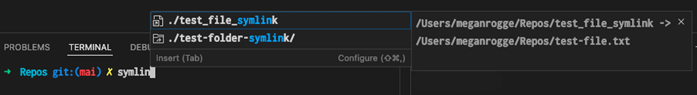 ./test_file_symlink
./test-folder-symlink/
Insert (Tab) Configure (⇧⌘,)
/Users/meganrogge/Repos/test_file_symlink ->
/Users/meganrogge/Repos/test-file.txt
PROBLEMS TERMINAL
➜ Repos git:(mai) ✗ symlin